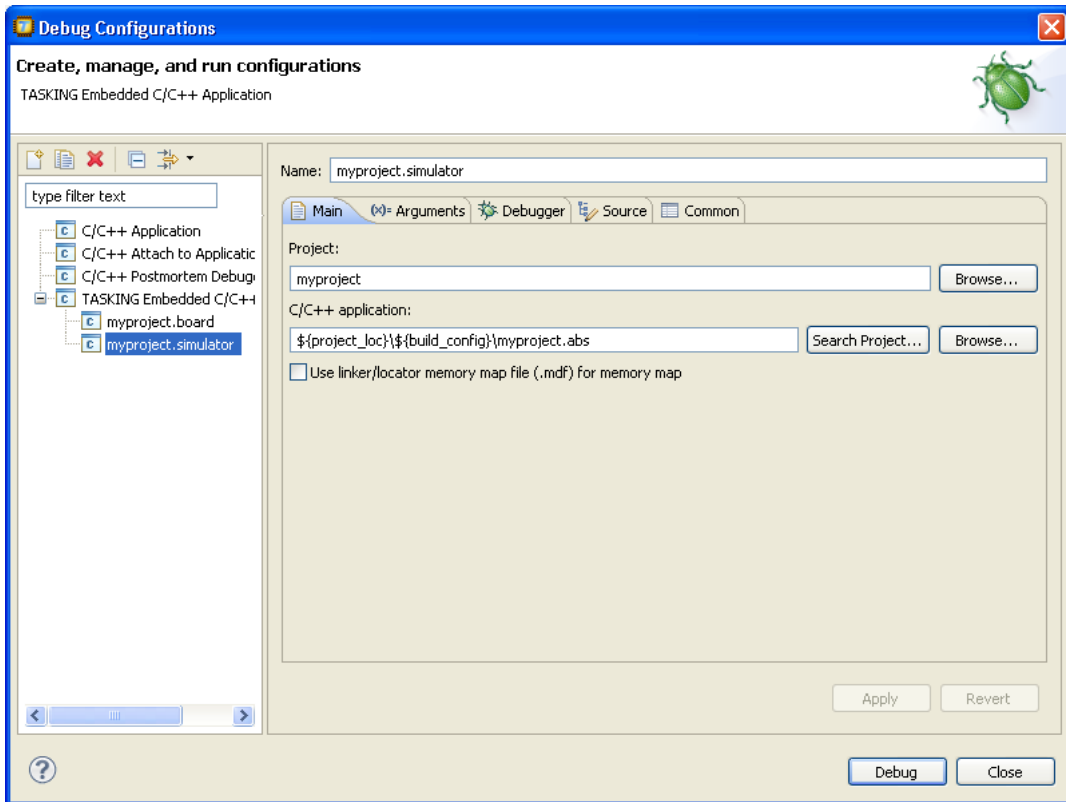 Debug Configurations
Create, manage, and run configurations
TASKING Embedded C/C++ Application
type filter text
C/C++ Application
C/C++ Attach to Applicatic
C/C++ Postmortem Debug
TASKING Embedded C/C++
myproject.board
myproject.simulator
Name: myproject.simulator
Main (x)= Arguments Debugger Source Common
Project:
myproject Browse...
C/C++ application:
${project_loc}\${build_config}\myproject.abs Search Project... Browse...
Use linker/locator memory map file (.mdf) for memory map
Apply Revert
? Debug Close